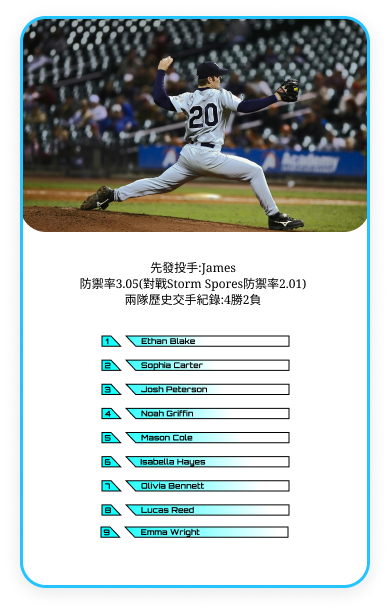 20
Academy
先發投手:James
防禦率3.05(對戰Storm Spores防禦率2.01)
兩隊歷史交手紀錄:4勝2負
1 Ethan Blake
2 Sophia Carter
3 Josh Peterson
4 Noah Griffin
5 Mason Cole
6 Isabella Hayes
7 Olivia Bennett
8 Lucas Reed
9 Emma Wright